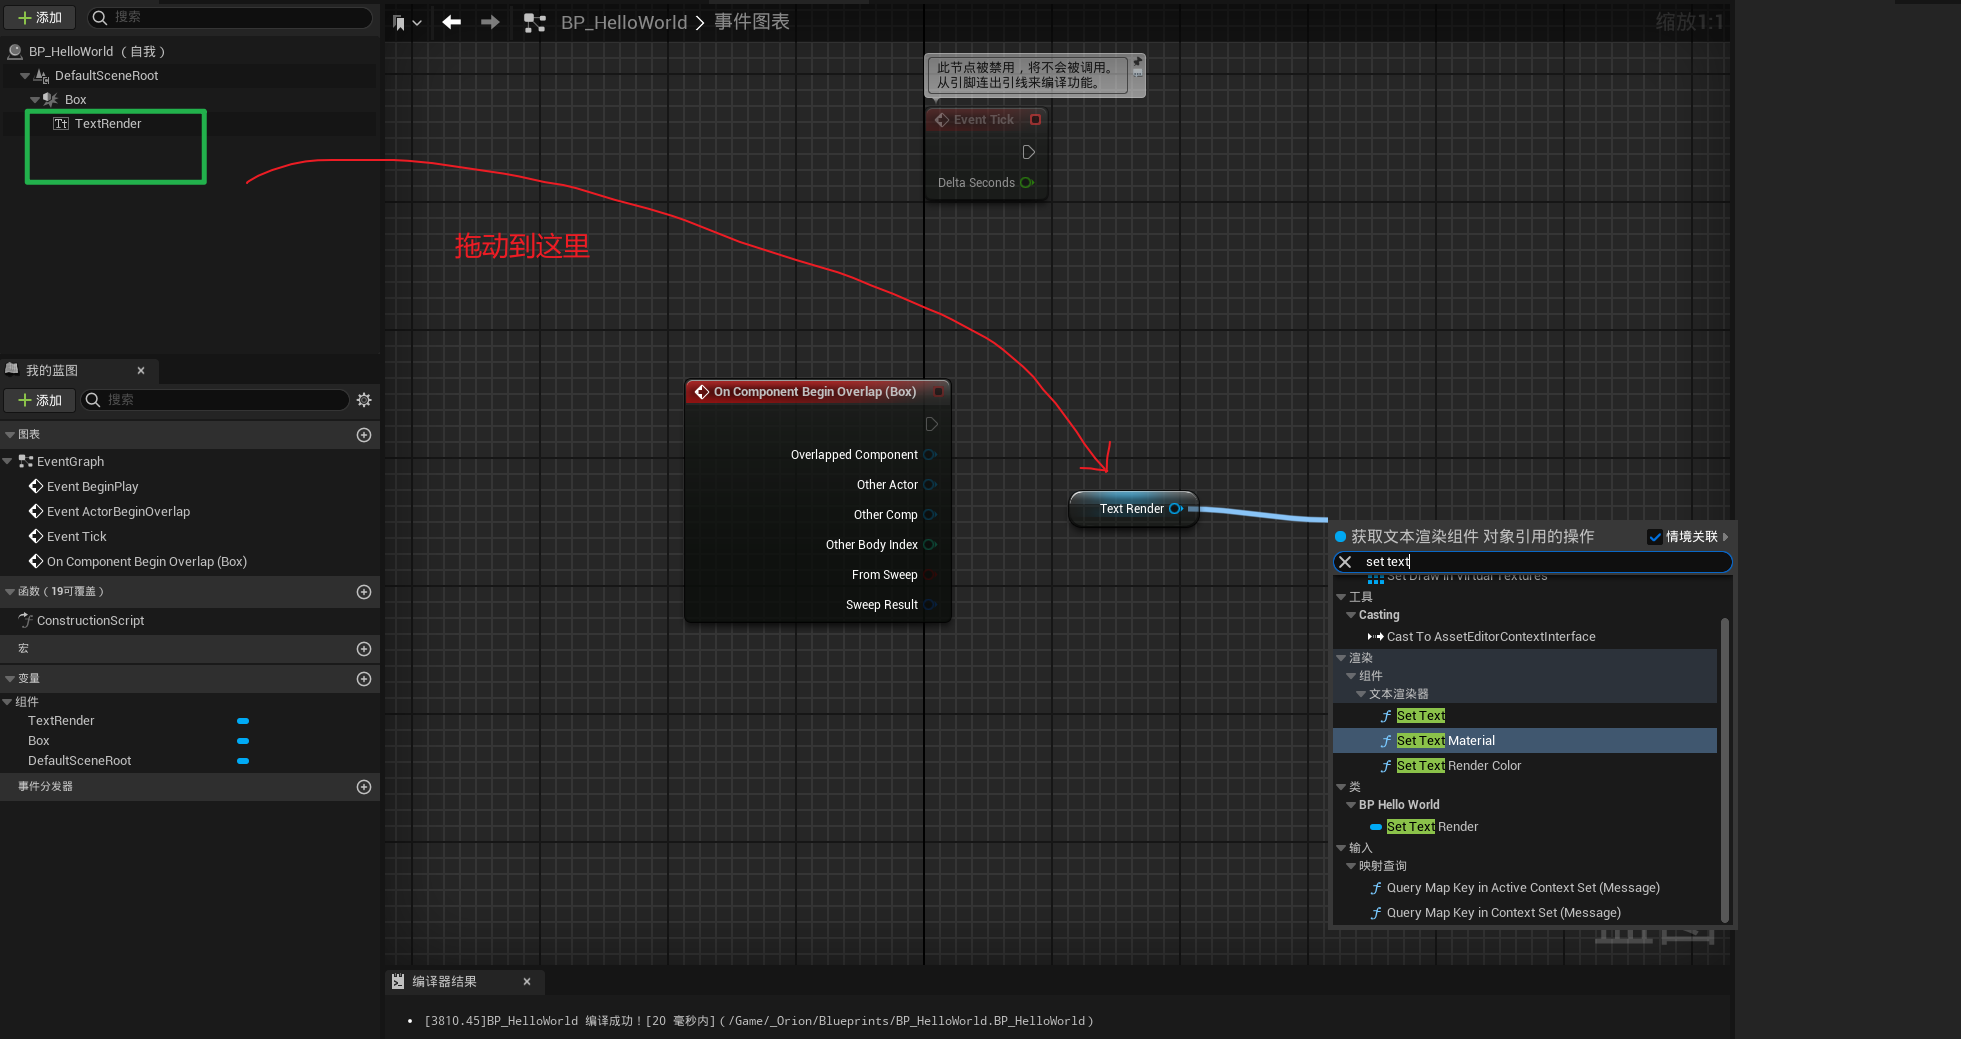 添加
搜索
BP_HelloWorld（自我）
DefaultSceneRoot
Box
TextRender
BP_HelloWorld > 事件图表
缩放1:1
此节点被禁用，将不会被调用。
从引脚连出引线来编译功能。
Event Tick
Delta Seconds
拖动到这里
我的蓝图
添加
搜索
图表
EventGraph
Event BeginPlay
Event ActorBeginOverlap
Event Tick
On Component Begin Overlap (Box)
函数（19可覆盖）
ConstructionScript
宏
变量
组件
TextRender
Box
DefaultSceneRoot
事件分发器
On Component Begin Overlap (Box)
Overlapped Component
Other Actor
Other Comp
Other Body Index
From Sweep
Sweep Result
Text Render
获取文本渲染组件 对象引用的操作
情境关联
set text
Set Draw in Virtual Textures
工具
Casting
Cast To AssetEditorContextInterface
渲染
组件
文本渲染器
Set Text
Set Text Material
Set Text Render Color
类
BP Hello World
Set Text Render
输入
映射查询
Query Map Key in Active Context Set (Message)
Query Map Key in Context Set (Message)
编译器结果
[3810.45]BP_HelloWorld 编译成功！[20 毫秒内]（/Game/_Orion/Blueprints/BP_HelloWorld.BP_HelloWorld）